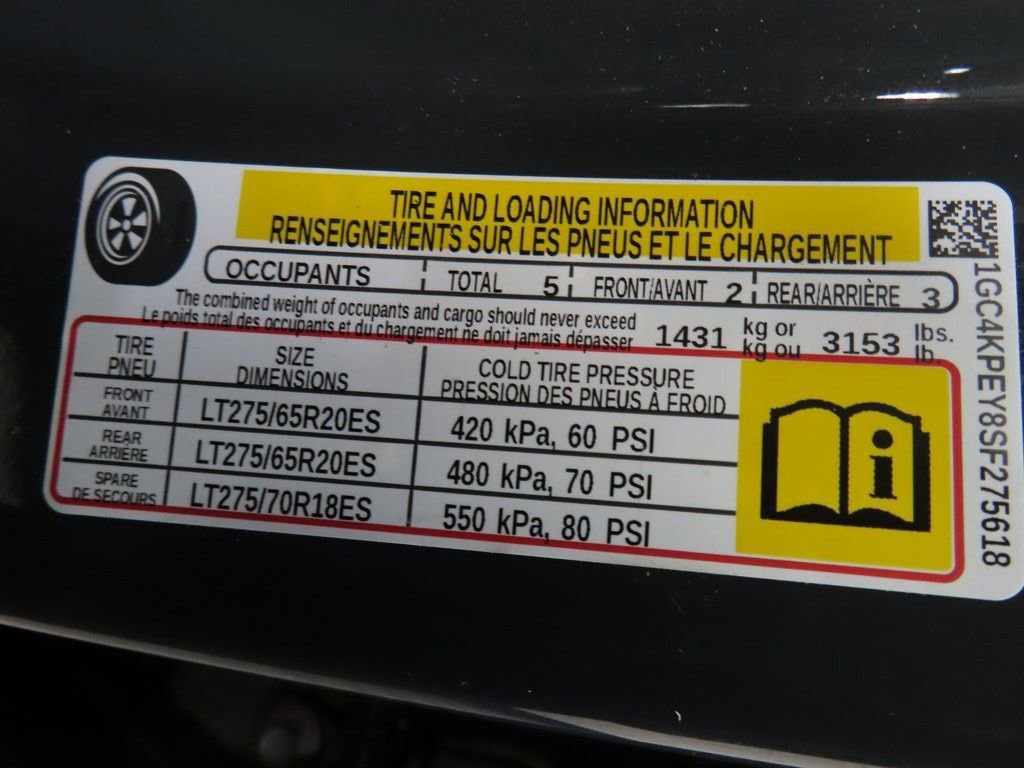 TIRE AND LOADING INFORMATION
RENSEIGNEMENTS SUR LES PNEUS ET LE CHARGEMENT
OCCUPANTS TOTAL 5 FRONT/AVANT 2 REAR/ARRIÈRE 3
The combined weight of occupants and cargo should never exceed
Le poids total des occupants et du chargement ne doit jamais dépasser
1431 kg or 3153 lbs.
kg ou lb.
TIRE SIZE COLD TIRE PRESSURE
PNEU DIMENSIONS PRESSION DES PNEUS À FROID
FRONT
AVANT
LT275/65R20ES 420 kPa, 60 PSI
REAR
ARRIÈRE
LT275/65R20ES 480 kPa, 70 PSI
SPARE
DE SECOURS
LT275/70R18ES 550 kPa, 80 PSI
i
1GC4KPEY8SF275618